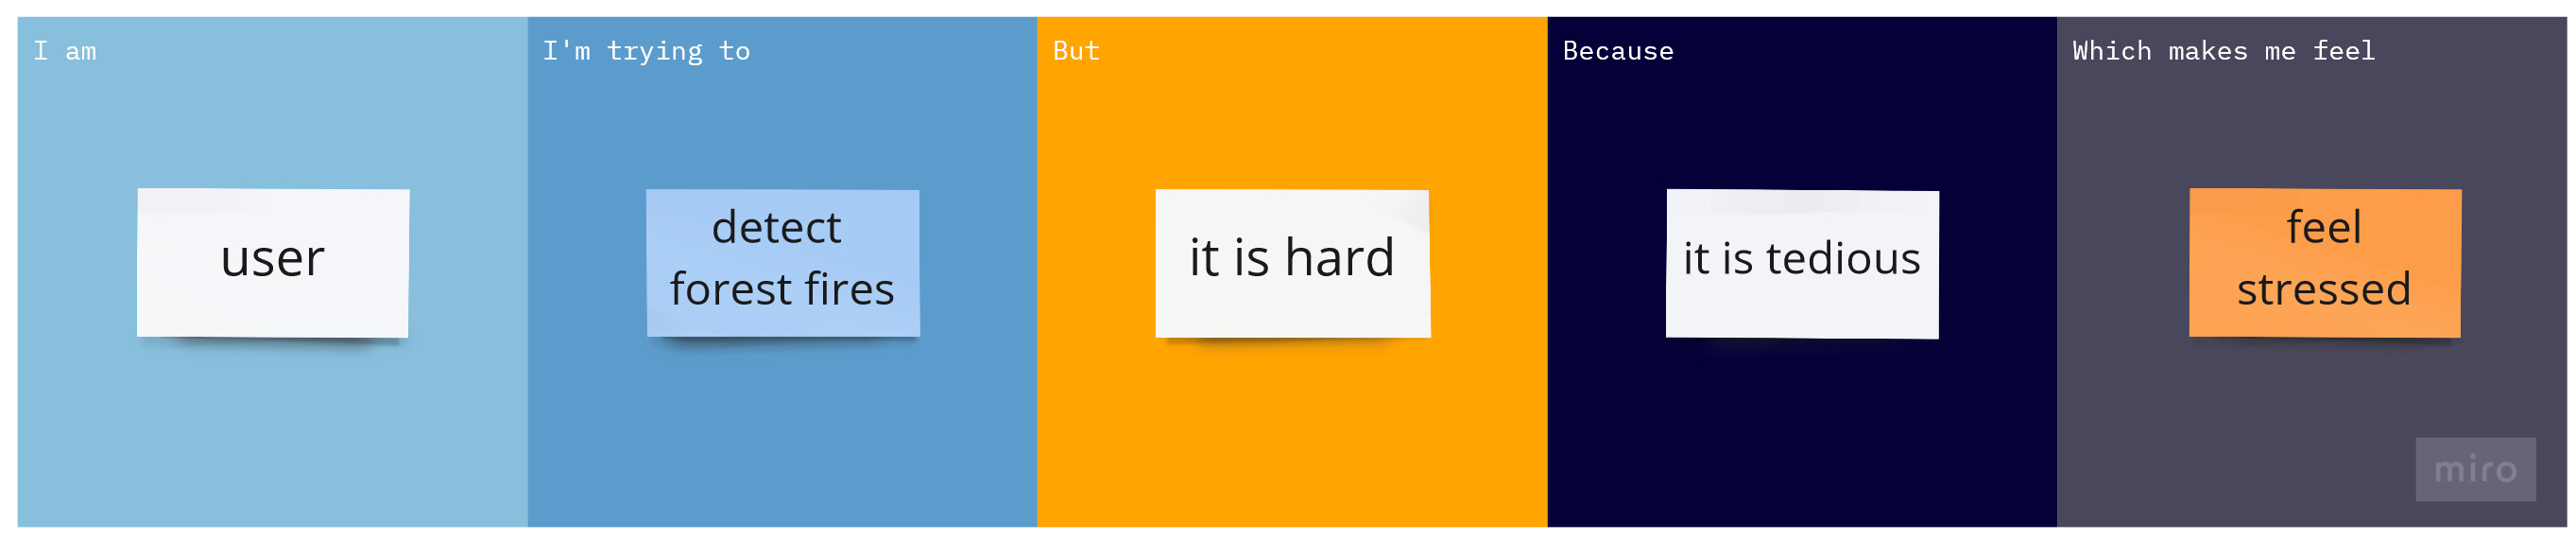 I am
user
I'm trying to
detect
forest fires
But
it is hard
Because
it is tedious
Which makes me feel
feel
stressed
miro